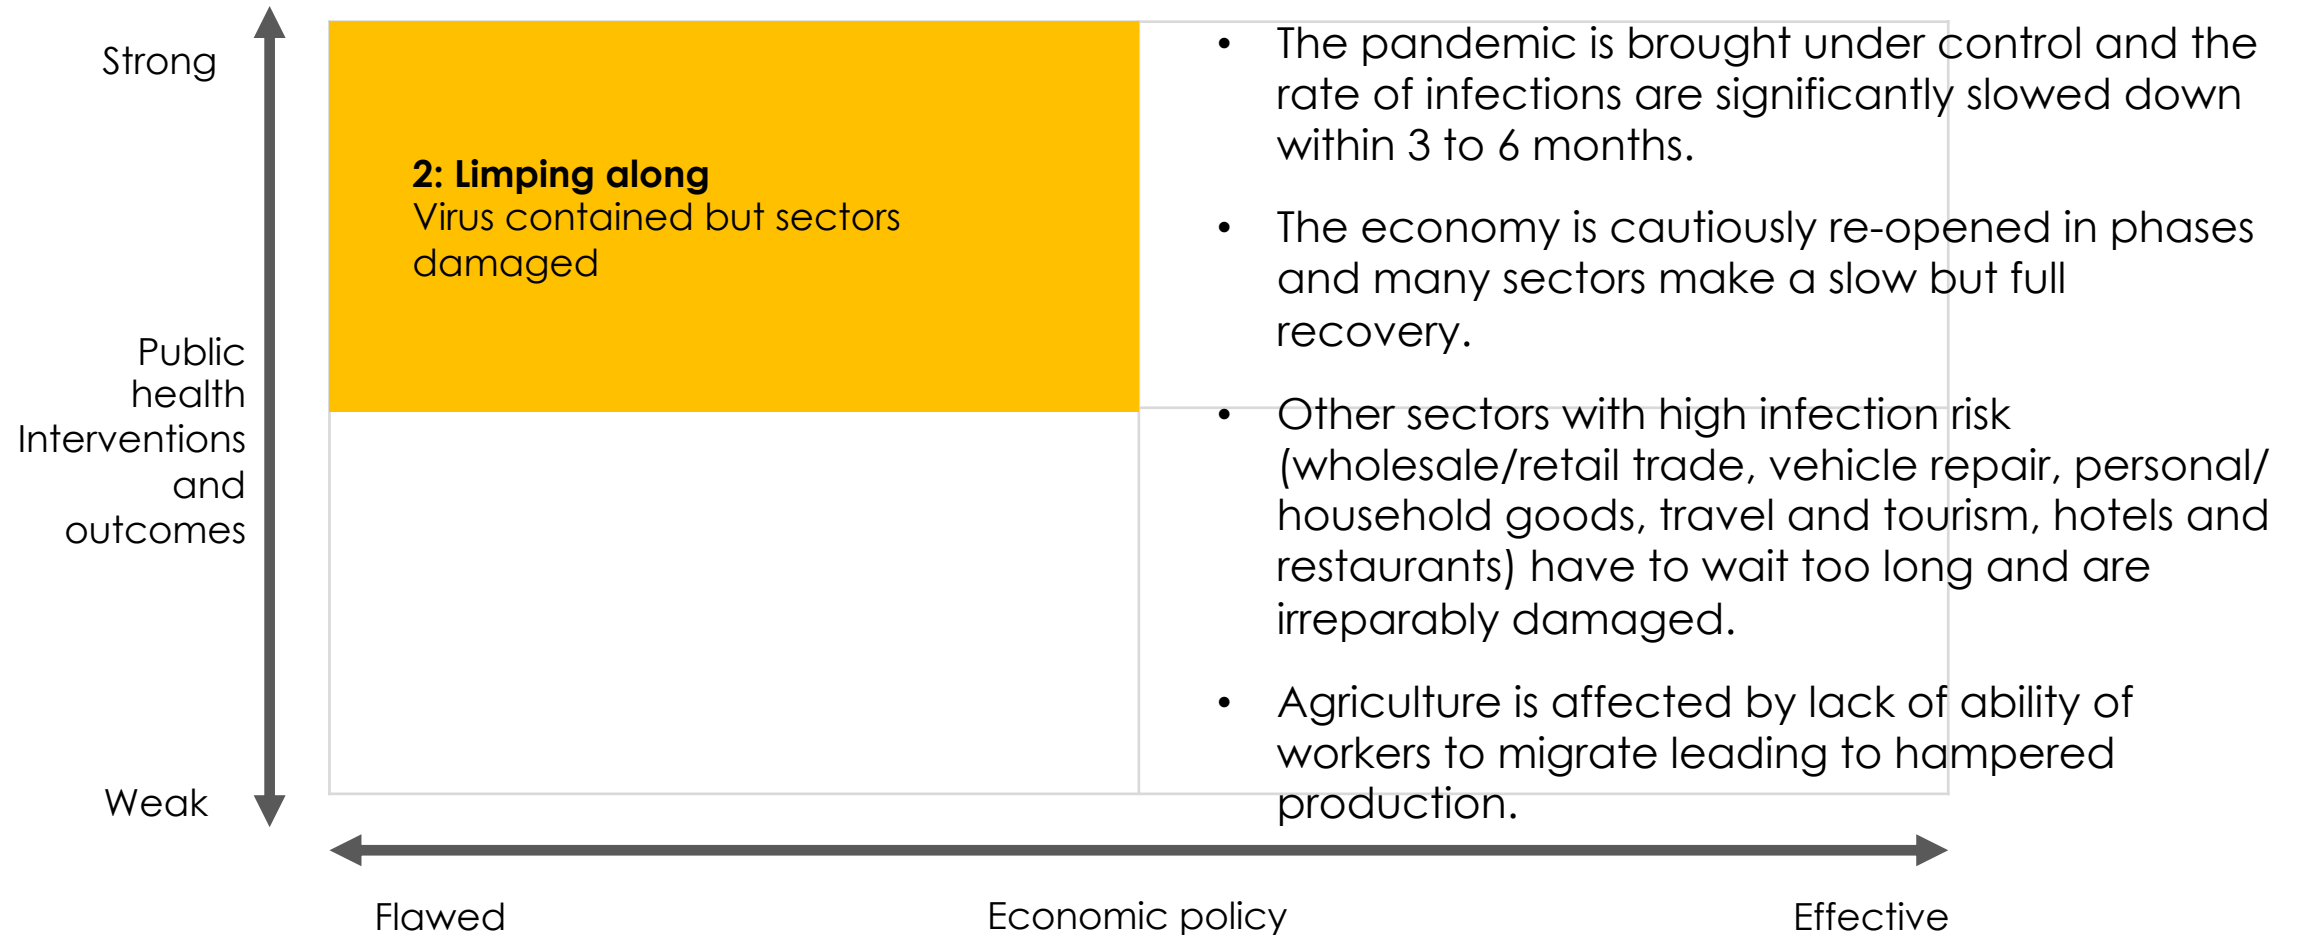 Strong
Public
health
Interventions
and
outcomes
Weak
2: Limping along
Virus contained but sectors
damaged
• The pandemic is brought under control and the
rate of infections are significantly slowed down
within 3 to 6 months.
• The economy is cautiously re-opened in phases
and many sectors make a slow but full
recovery.
• Other sectors with high infection risk
(wholesale/retail trade, vehicle repair, personal/
household goods, travel and tourism, hotels and
restaurants) have to wait too long and are
irreparably damaged.
• Agriculture is affected by lack of ability of
workers to migrate leading to hampered
production.
Flawed
Economic policy
Effective